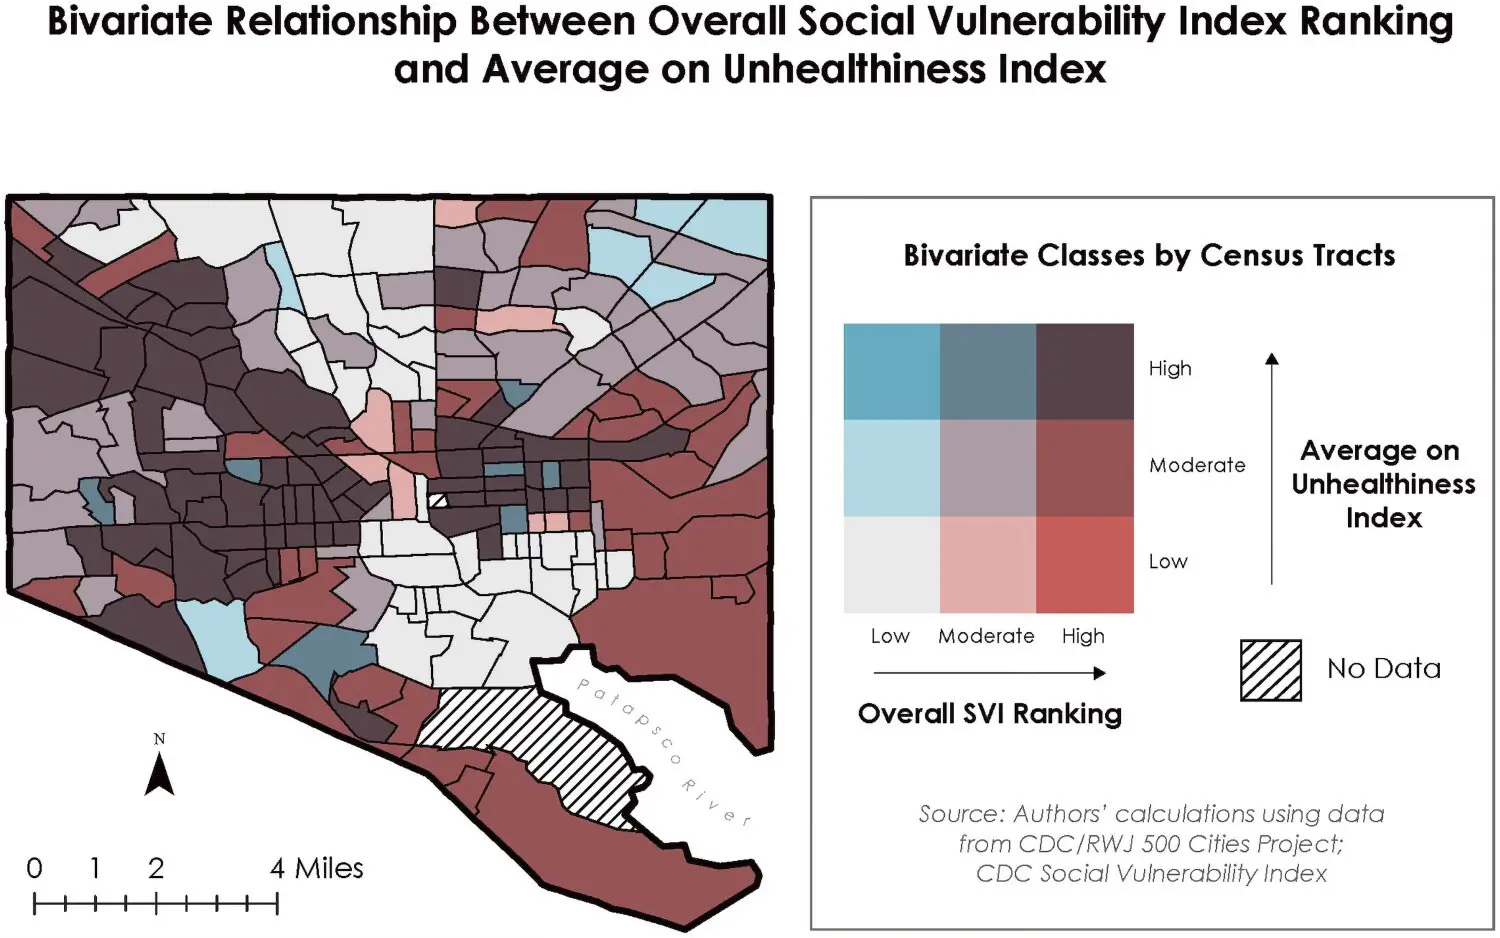 Bivariate Relationship Between Overall Social Vulnerability Index Ranking
and Average on Unhealthiness Index
Patapsco River
N
0 1 2 4 Miles
Bivariate Classes by Census Tracts
High
Moderate
Low
Average on
Unhealthiness
Index
Low Moderate High
Overall SVI Ranking
No Data
Source: Authors' calculations using data
from CDC/RWJ 500 Cities Project;
CDC Social Vulnerability Index